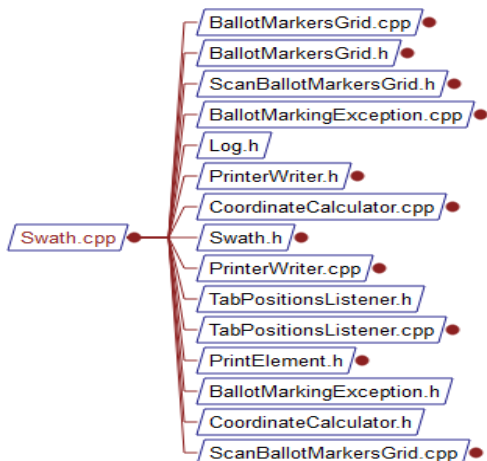 BallotMarkersGrid.cpp
BallotMarkersGrid.h
ScanBallotMarkersGrid.h
BallotMarkingException.cpp
Log.h
PrinterWriter.h
CoordinateCalculator.cpp
Swath.cpp
Swath.h
PrinterWriter.cpp
TabPositionsListener.h
TabPositionsListener.cpp
PrintElement.h
BallotMarkingException.h
CoordinateCalculator.h
ScanBallotMarkersGrid.cpp